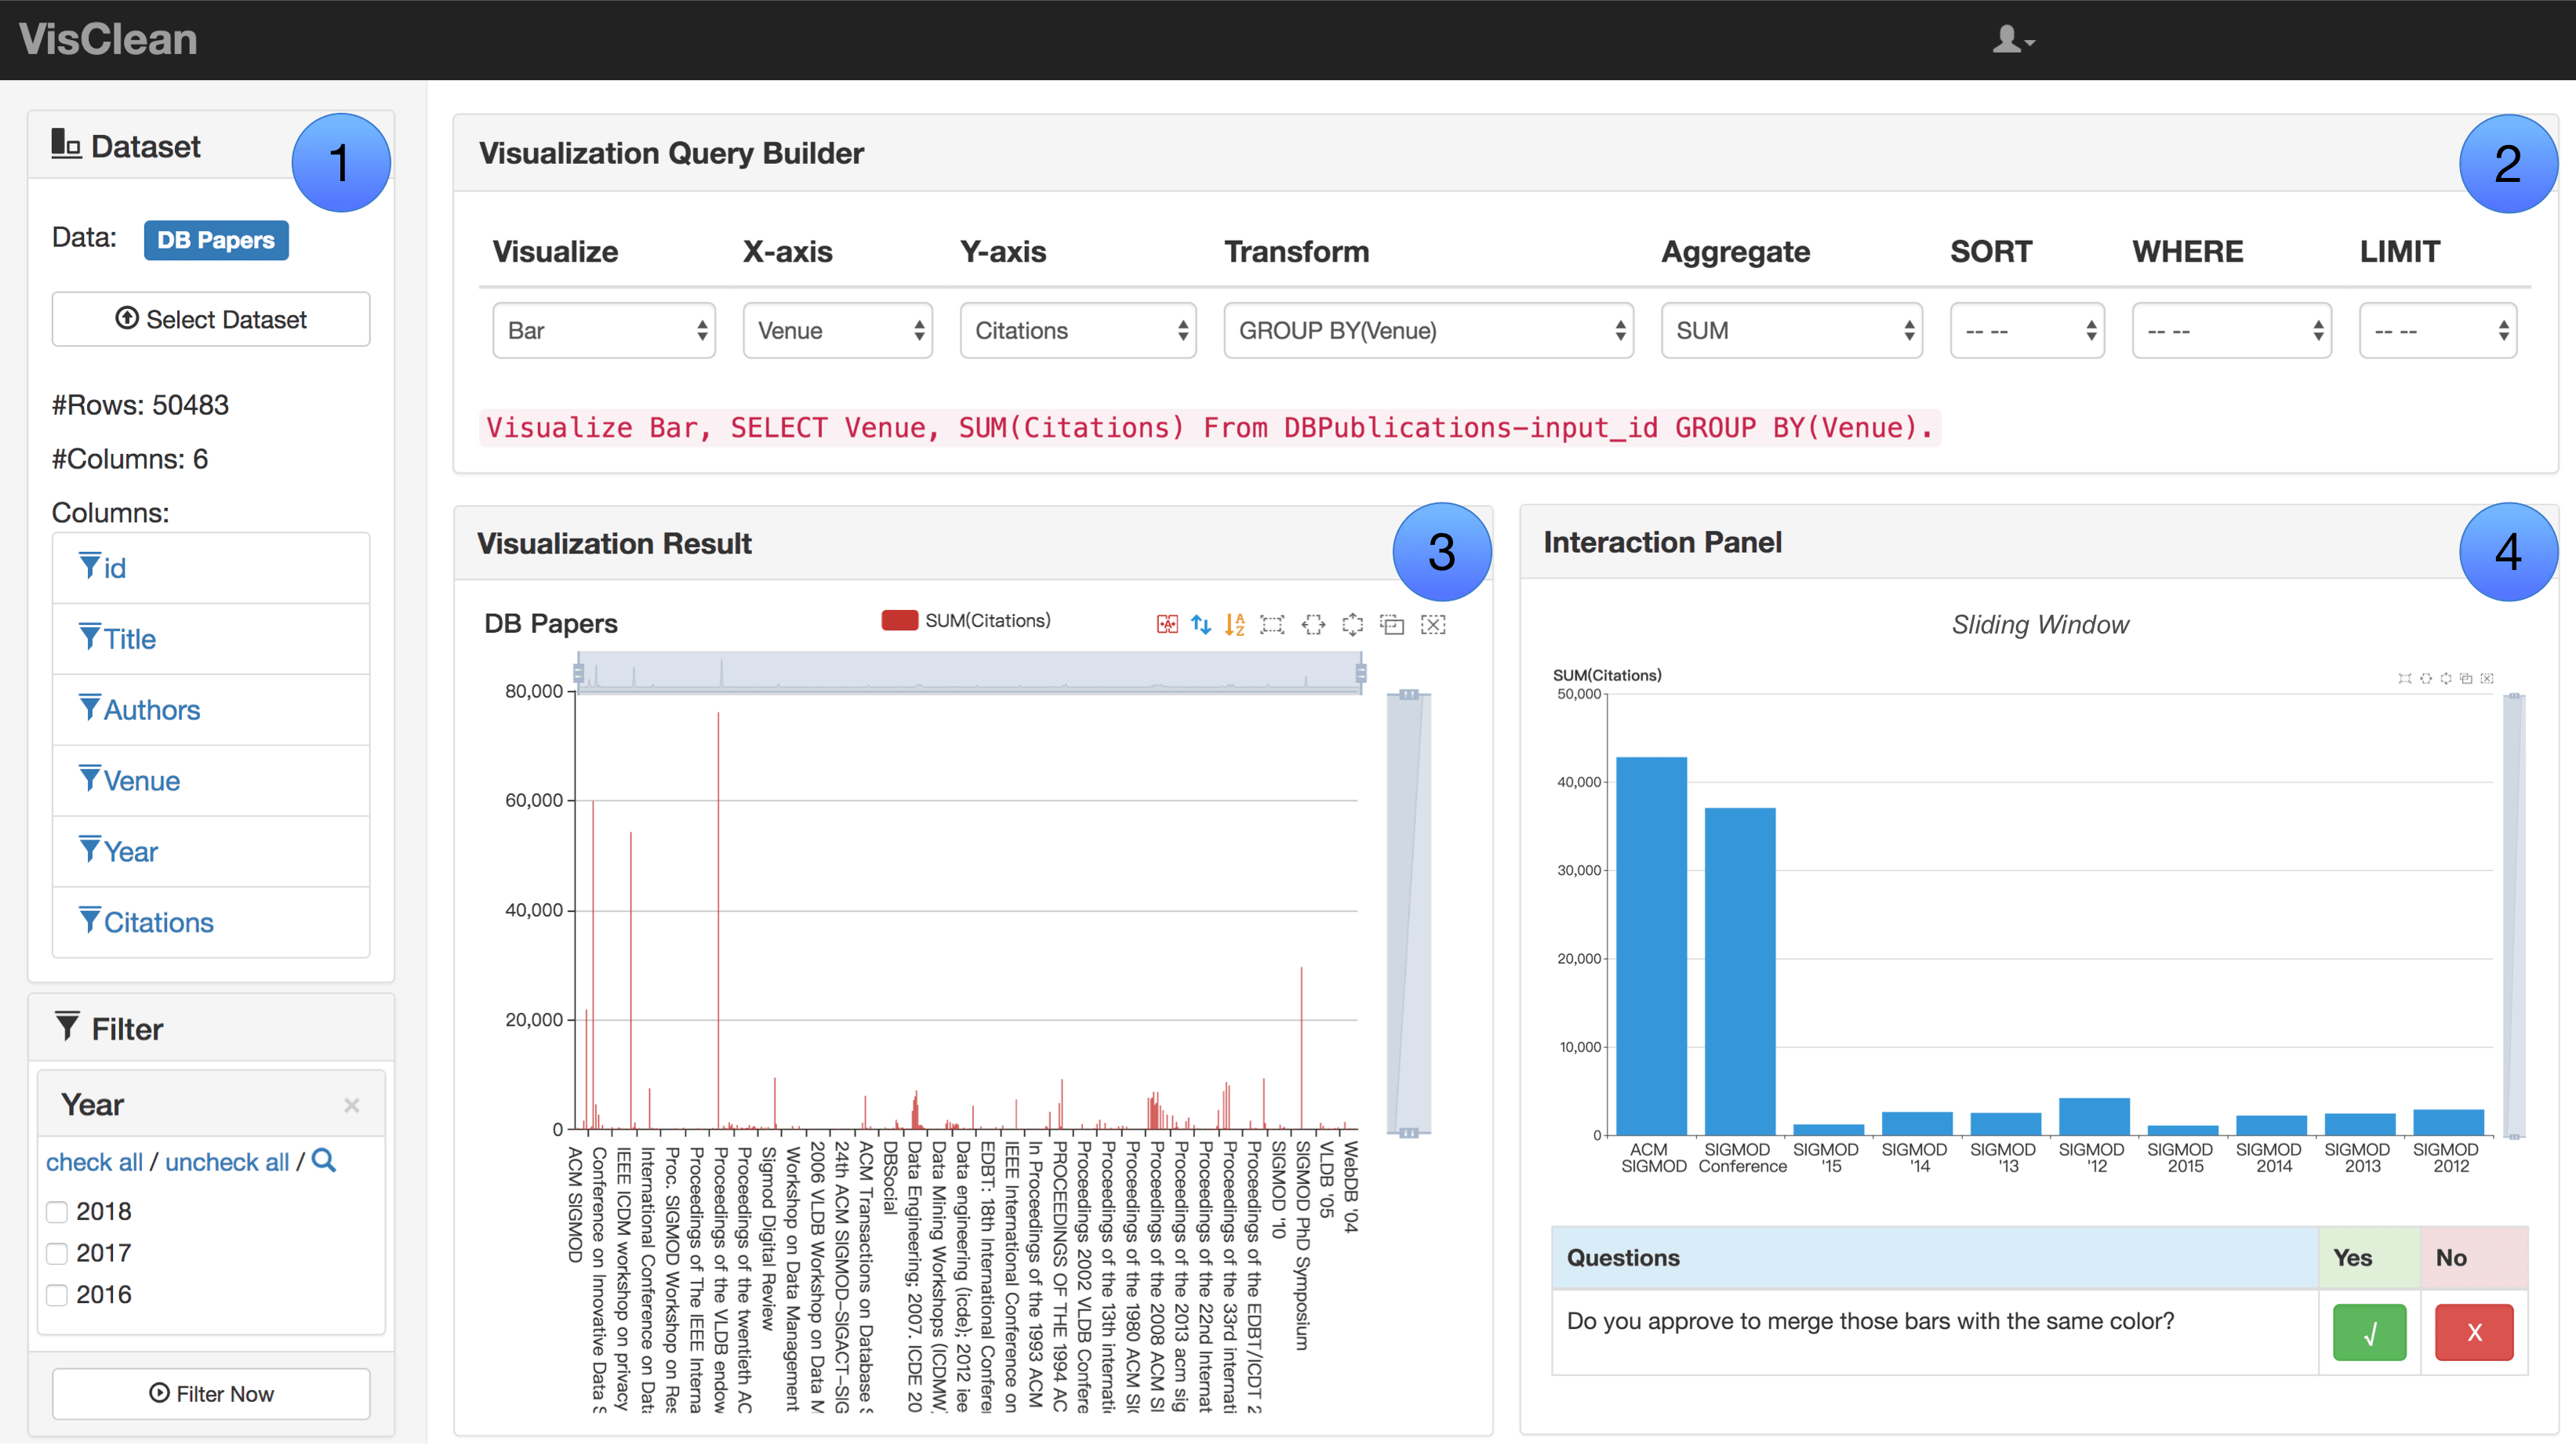 VisClean
Dataset
1
Data: DB Papers
Select Dataset
#Rows: 50483
#Columns: 6
Columns:
id
Title
Authors
Venue
Year
Citations
Filter
Year ×
check all / uncheck all /
2018
2017
2016
Filter Now
Visualization Query Builder
2
Visualize X-axis Y-axis Transform Aggregate SORT WHERE LIMIT
Bar Venue Citations GROUP BY(Venue) SUM -- -- -- -- -- --
Visualize Bar, SELECT Venue, SUM(Citations) From DBPublications-input_id GROUP BY(Venue).
Visualization Result
3
DB Papers
SUM(Citations)
80,000
60,000
40,000
20,000
0
ACM SIGMOD
Conference on Innovative Data S
IEEE ICDM workshop on privacy
International Conference on Data
Proc. SIGMOD Workshop on Res
Proceedings of The IEEE Interna
Proceedings of the VLDB endow
Proceedings of the twentieth AC
Sigmod Digital Review
Workshop on Data Management
2006 VLDB Workshop on Data M
24th ACM SIGMOD-SIGACT-SIG
ACM Transactions on Database S
DBSocial
Data Engineering; 2007. ICDE 20
Data Mining Workshops (ICDMW
Data engineering (icde); 2012 iee
EDBT: 18th International Conferen
IEEE International Conference on
In Proceedings of the 1993 ACM
PROCEEDINGS OF THE 1994 AC
Proceedings 2002 VLDB Confere
Proceedings of the 13th internatio
Proceedings of the 1980 ACM SIG
Proceedings of the 2008 ACM SI
Proceedings of the 2013 acm sig
Proceedings of the 22nd Internat
Proceedings of the 33rd internati
Proceedings of the EDBT/ICDT 2
SIGMOD '10
SIGMOD PhD Symposium
VLDB '05
WebDB '04
Interaction Panel
4
Sliding Window
SUM(Citations)
50,000
40,000
30,000
20,000
10,000
0
ACM SIGMOD
SIGMOD Conference
SIGMOD '15
SIGMOD '14
SIGMOD '13
SIGMOD '12
SIGMOD 2015
SIGMOD 2014
SIGMOD 2013
SIGMOD 2012
Questions Yes No
Do you approve to merge those bars with the same color? √ X